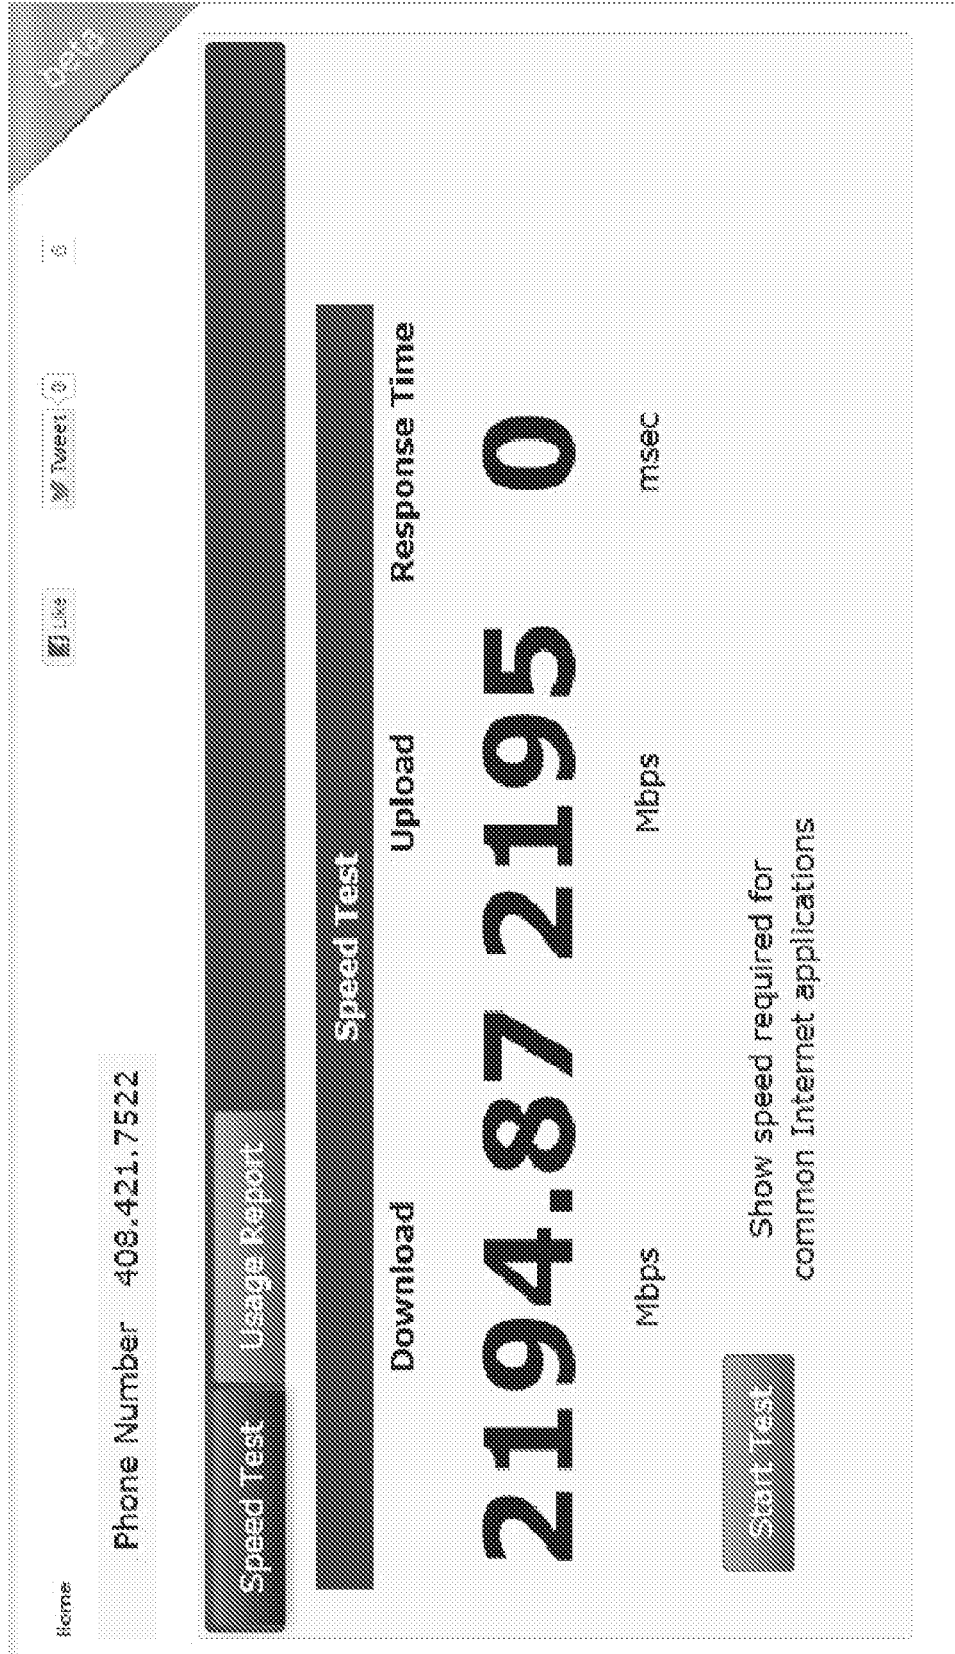 Home
Like
Tweet 0
0
Beta
Phone Number 408.421.7522
Speed Test Usage Report
Speed Test
Download Upload Response Time
2194.87 2195 0
Mbps Mbps msec
Start Test
Show speed required for
common Internet applications